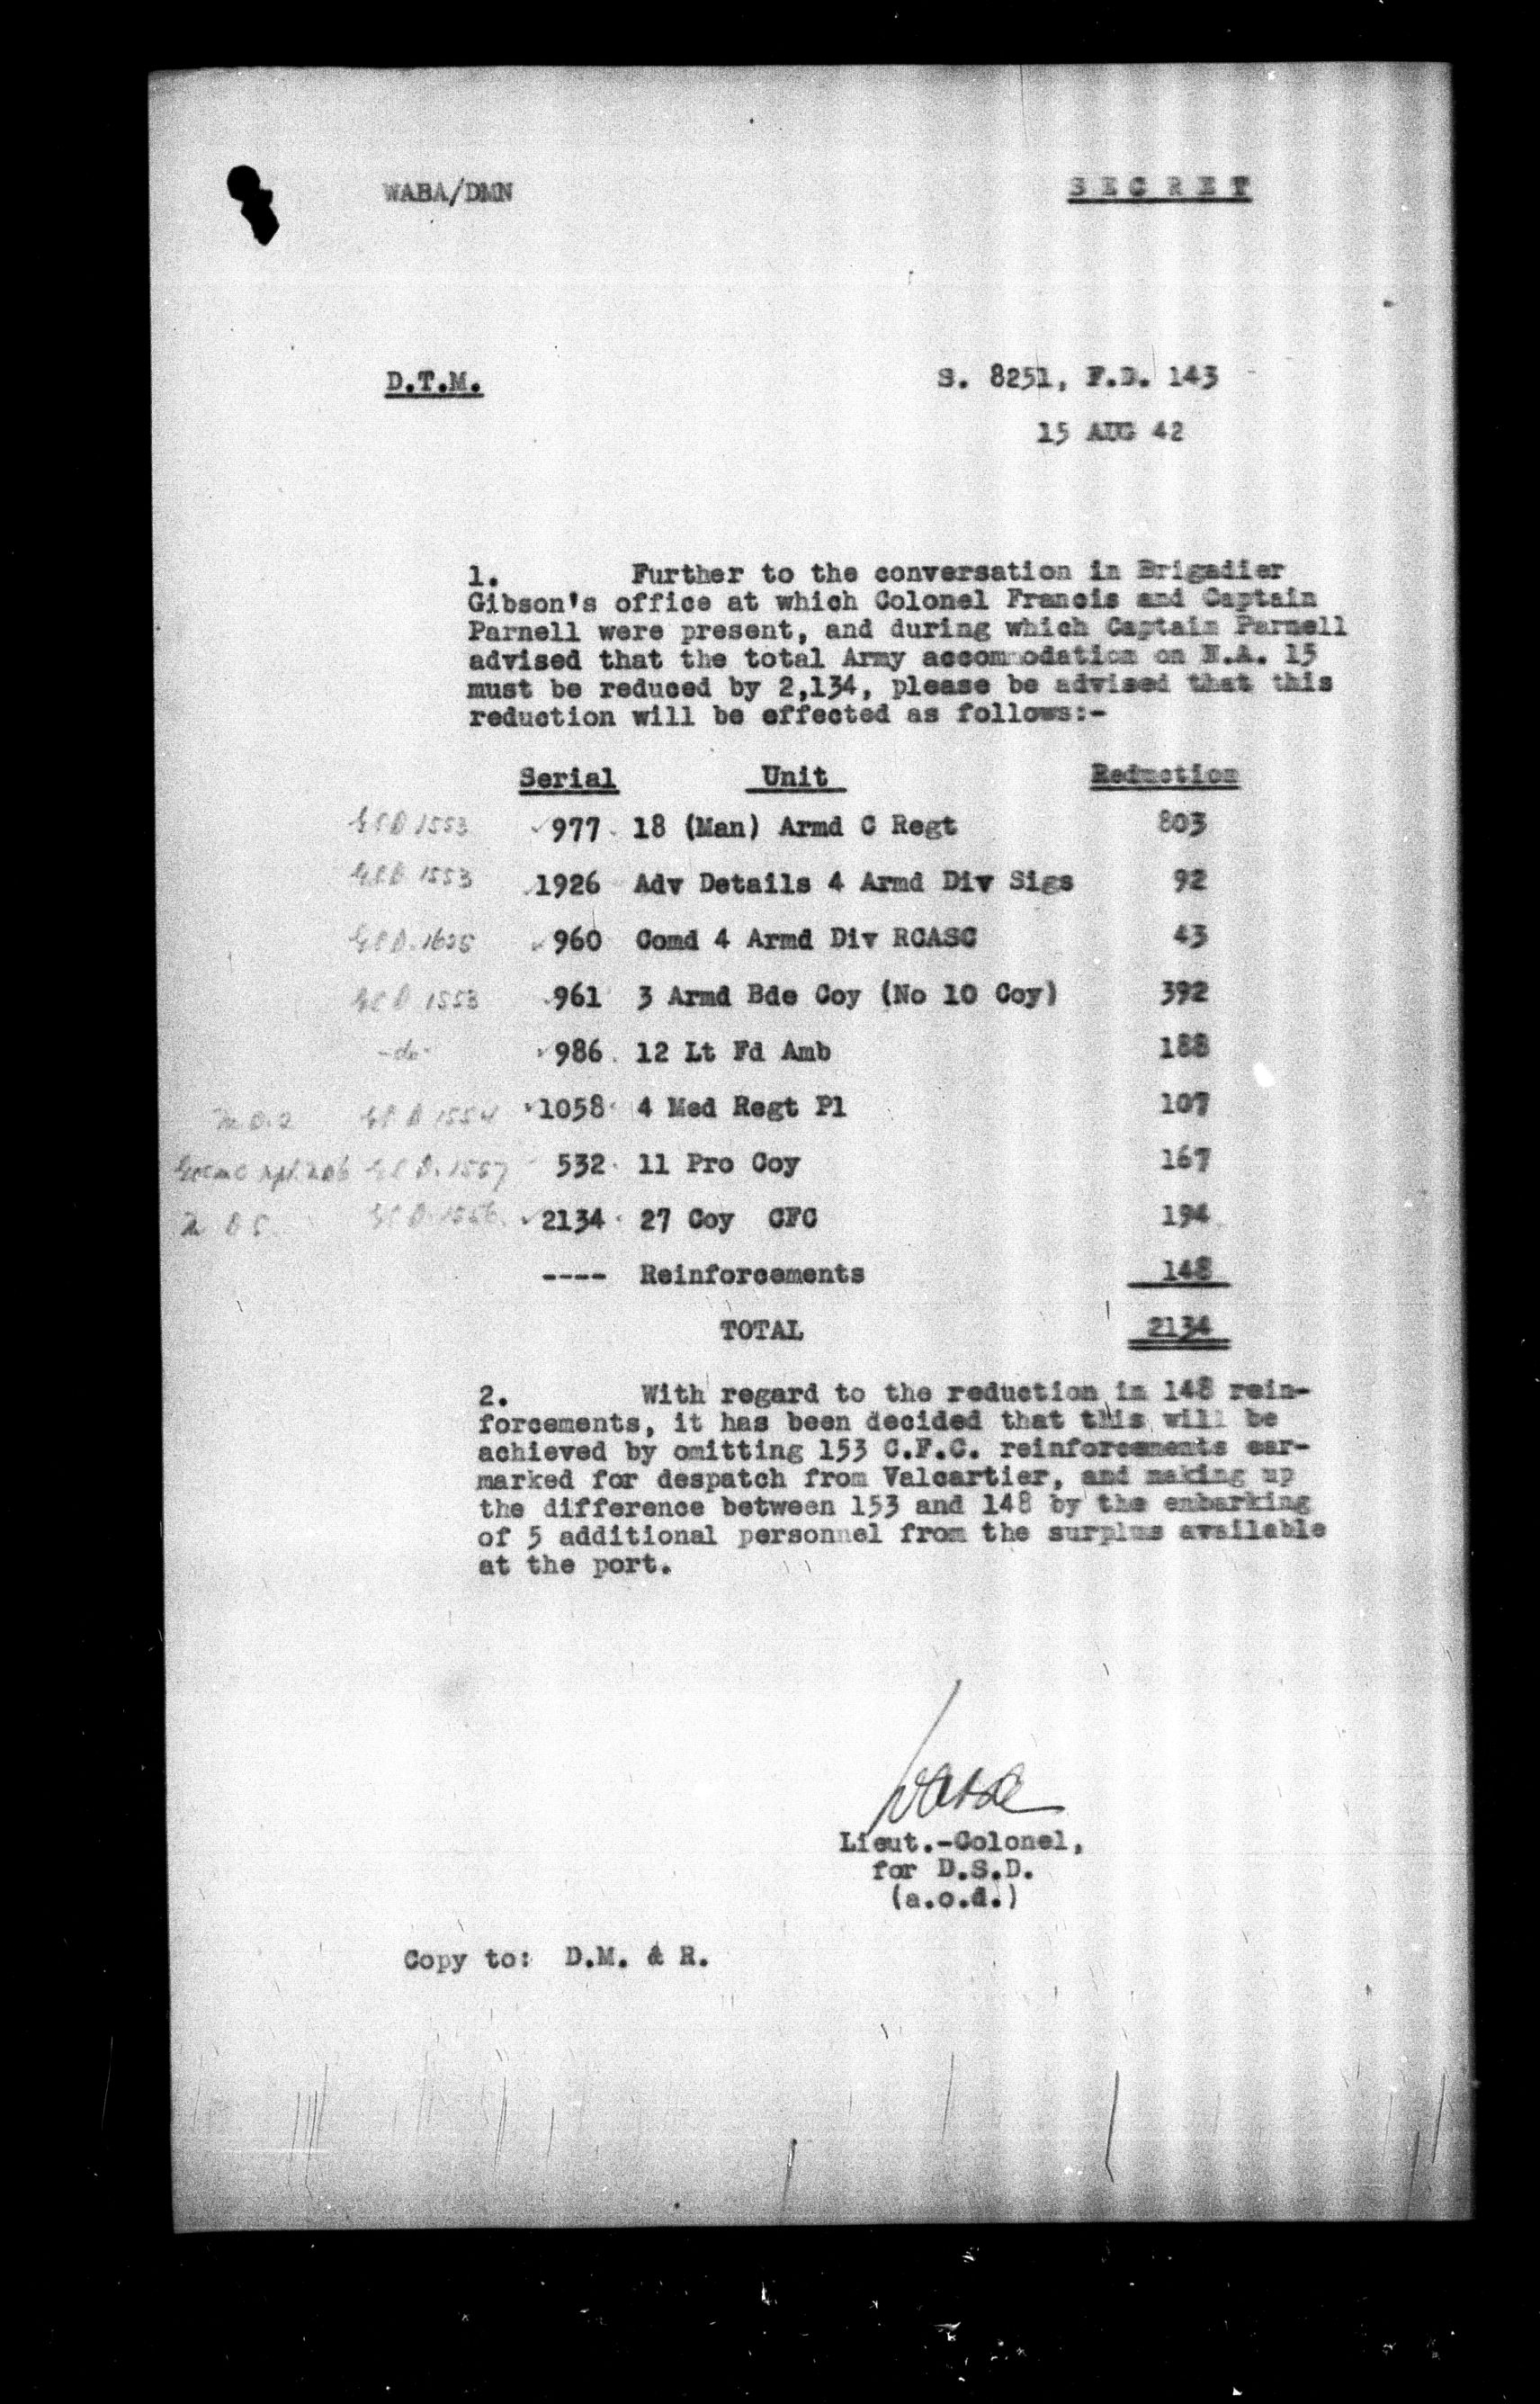 WABA/DMN SECRET
D.T.M. S. 8251, F.D. 143
15 AUG 42
1. Further to the conversation in Brigadier
Gibson's office at which Colonel Francis and Captain
Parnell were present, and during which Captain Parnell
advised that the total Army accommodation on N.A. 15
must be reduced by 2,134, please be advised that this
reduction will be effected as follows:-
Serial Unit Reduction
1553 977 18 (Man) Armd C Regt 803
1553 1926 Adv Details 4 Armd Div Sigs 92
960 Comd 4 Armd Div RCASC 43
1553 961 3 Armd Bde Coy (No 10 Coy) 392
-do- 986 12 Lt Fd Amb 188
1554 1058 4 Med Regt Pl 107
1557 532 11 Pro Coy 167
1556 2134 27 Coy CFC 194
---- Reinforcements 148
TOTAL 2134
2. With regard to the reduction in 148 rein-
forcements, it has been decided that this will be
achieved by omitting 153 C.F.C. reinforcements ear-
marked for despatch from Valcartier, and making up
the difference between 153 and 148 by the embarking
of 5 additional personnel from the surplus available
at the port.
Lieut.-Colonel,
for D.S.D.
(a.o.d.)
Copy to: D.M. & R.